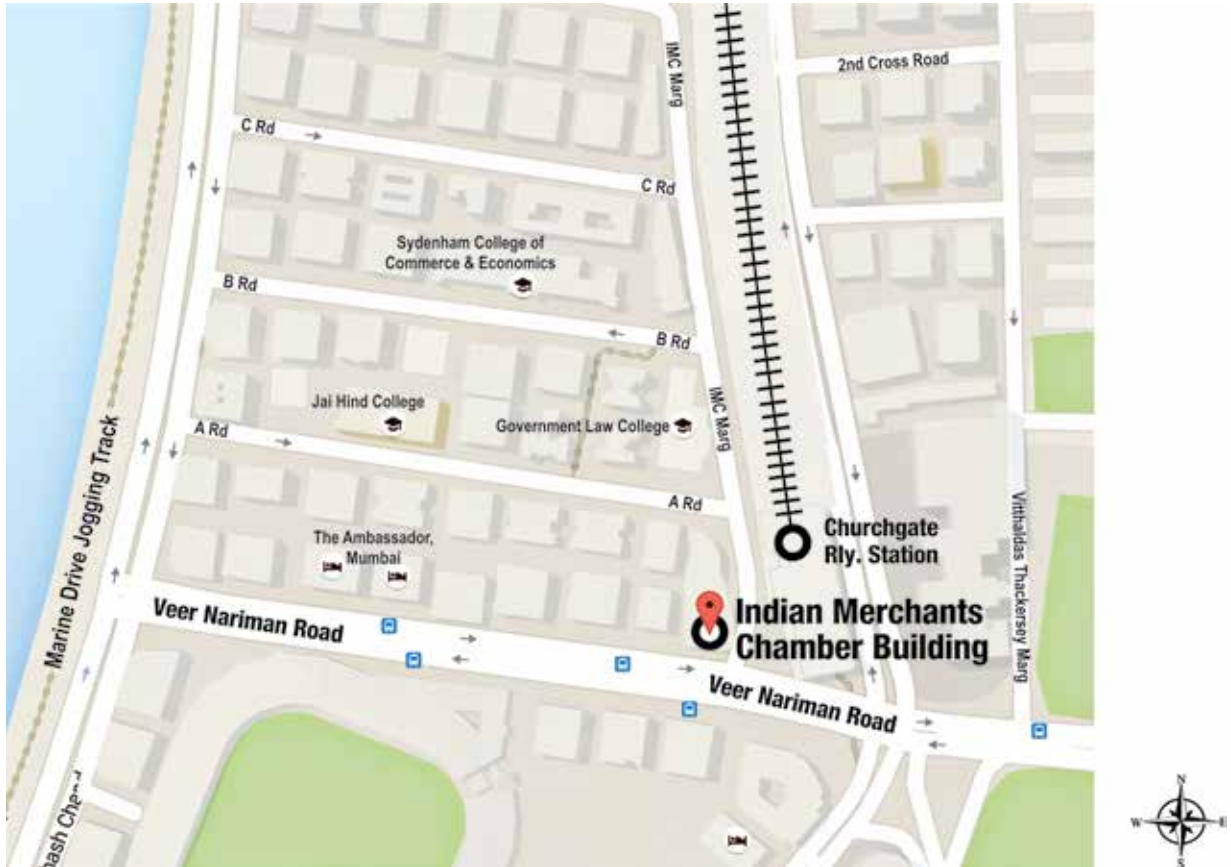 IMC Marg
2nd Cross Road
C Rd
C Rd
Sydenham College of
Commerce & Economics
B Rd
B Rd
Jai Hind College
IMC Marg
Government Law College
A Rd
A Rd
Marine Drive Jogging Track
Churchgate
Rly. Station
The Ambassador,
Mumbai
Vitthaldas Thackersey Marg
Indian Merchants
Chamber Building
Veer Nariman Road
Veer Nariman Road
N
W
E
S